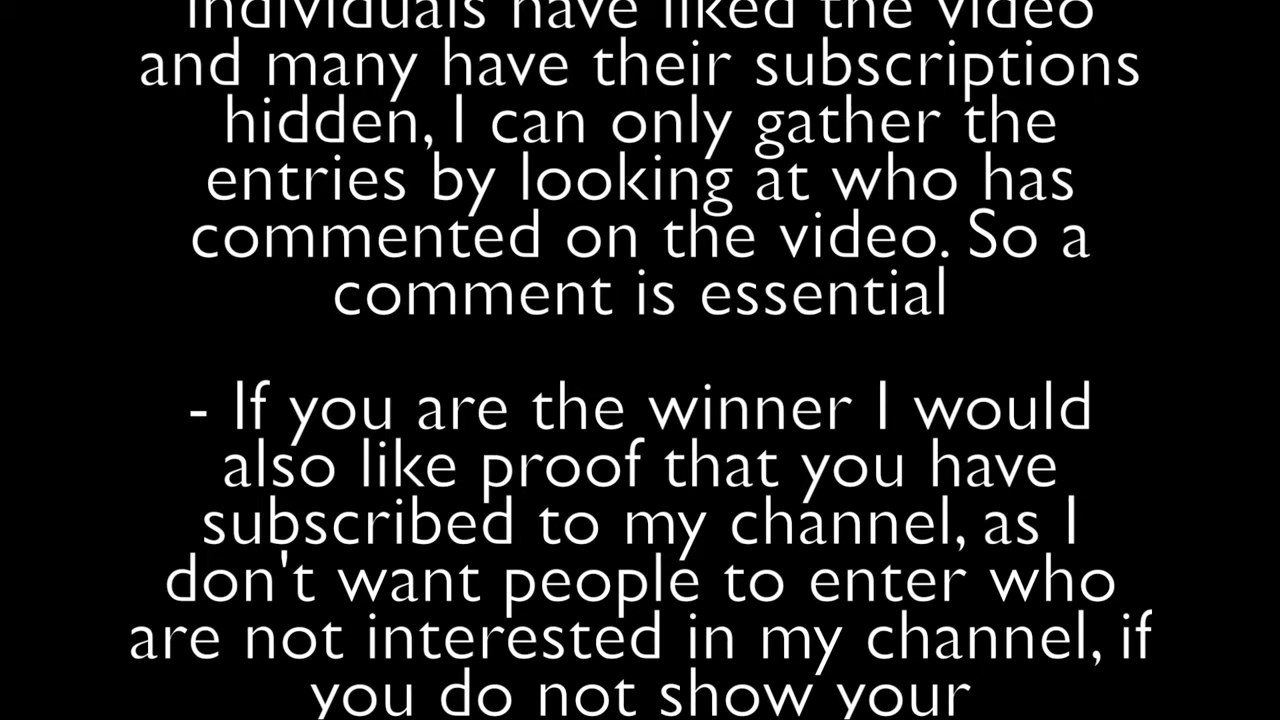 individuals have liked the video
and many have their subscriptions
hidden, I can only gather the
entries by looking at who has
commented on the video. So a
comment is essential
- If you are the winner I would
also like proof that you have
subscribed to my channel, as I
don't want people to enter who
are not interested in my channel, if
you do not show your